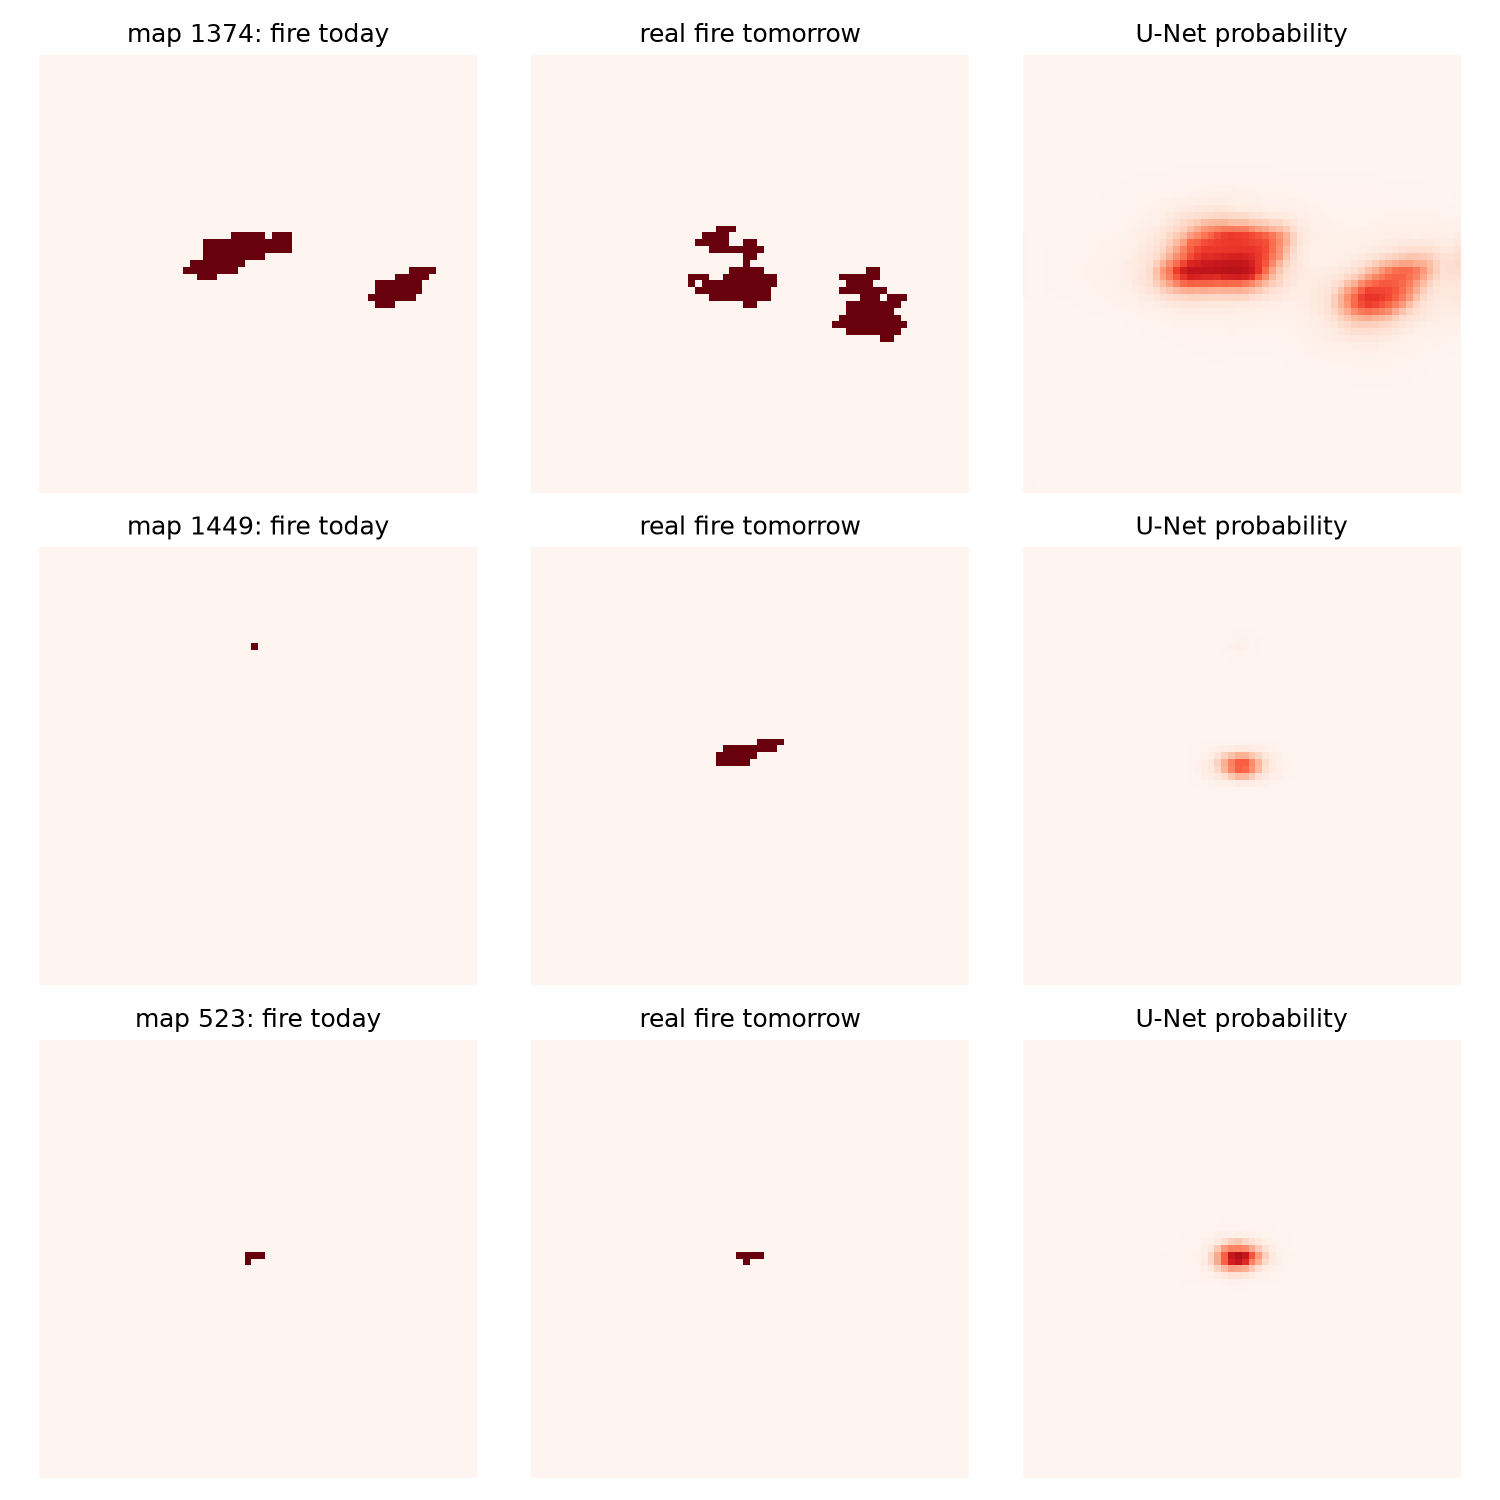 map 1374: fire today
real fire tomorrow
U-Net probability
map 1449: fire today
real fire tomorrow
U-Net probability
map 523: fire today
real fire tomorrow
U-Net probability